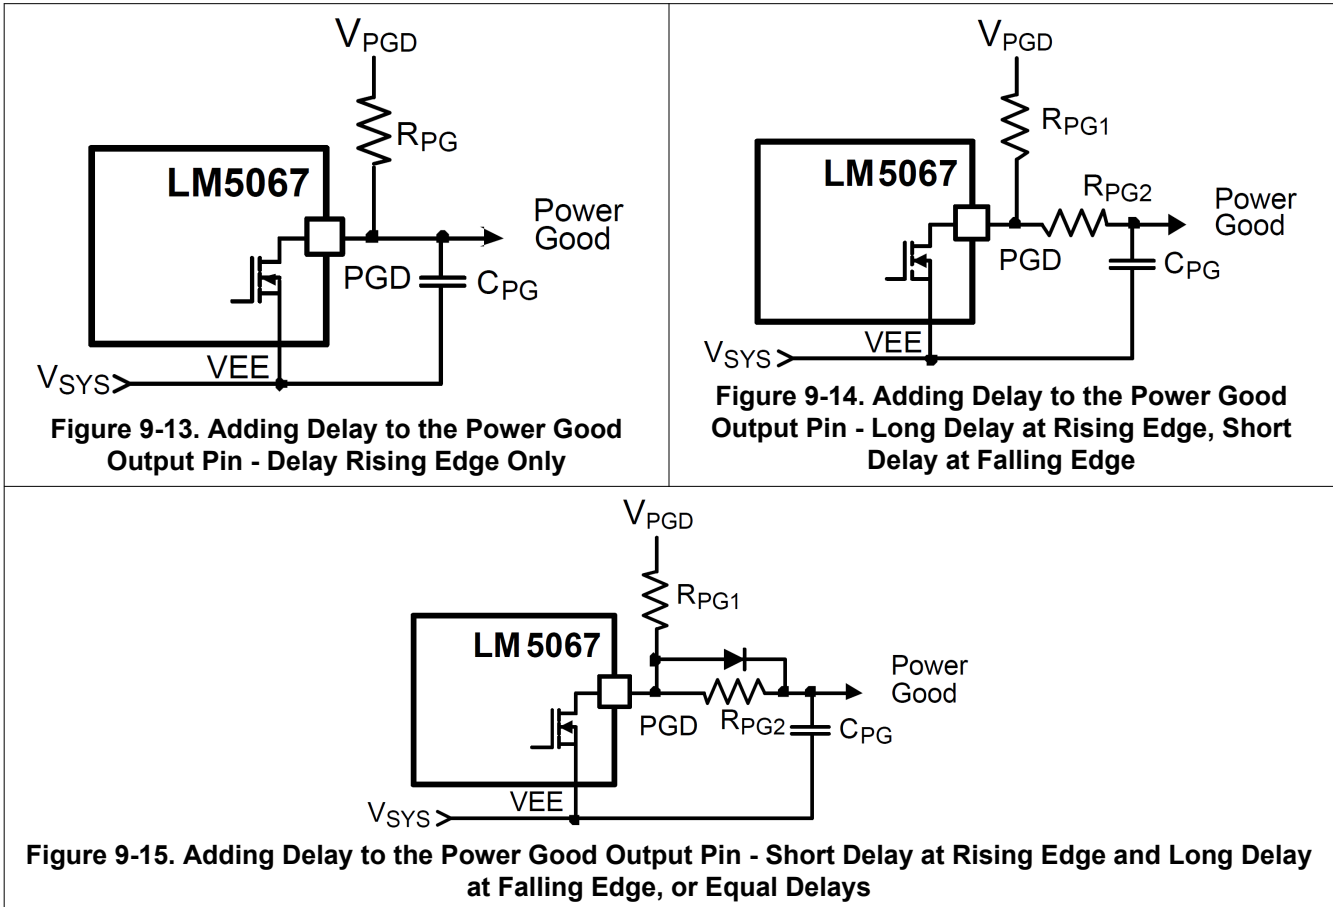 VPGD
RPG
LM5067
Power
Good
PGD
CPG
VEE
VSYS
Figure 9-13. Adding Delay to the Power Good
Output Pin - Delay Rising Edge Only
VPGD
RPG1
LM5067
RPG2
Power
Good
PGD
CPG
VEE
VSYS
Figure 9-14. Adding Delay to the Power Good
Output Pin - Long Delay at Rising Edge, Short
Delay at Falling Edge
VPGD
RPG1
LM5067
Power
Good
PGD
RPG2
CPG
VEE
VSYS
Figure 9-15. Adding Delay to the Power Good Output Pin - Short Delay at Rising Edge and Long Delay
at Falling Edge, or Equal Delays